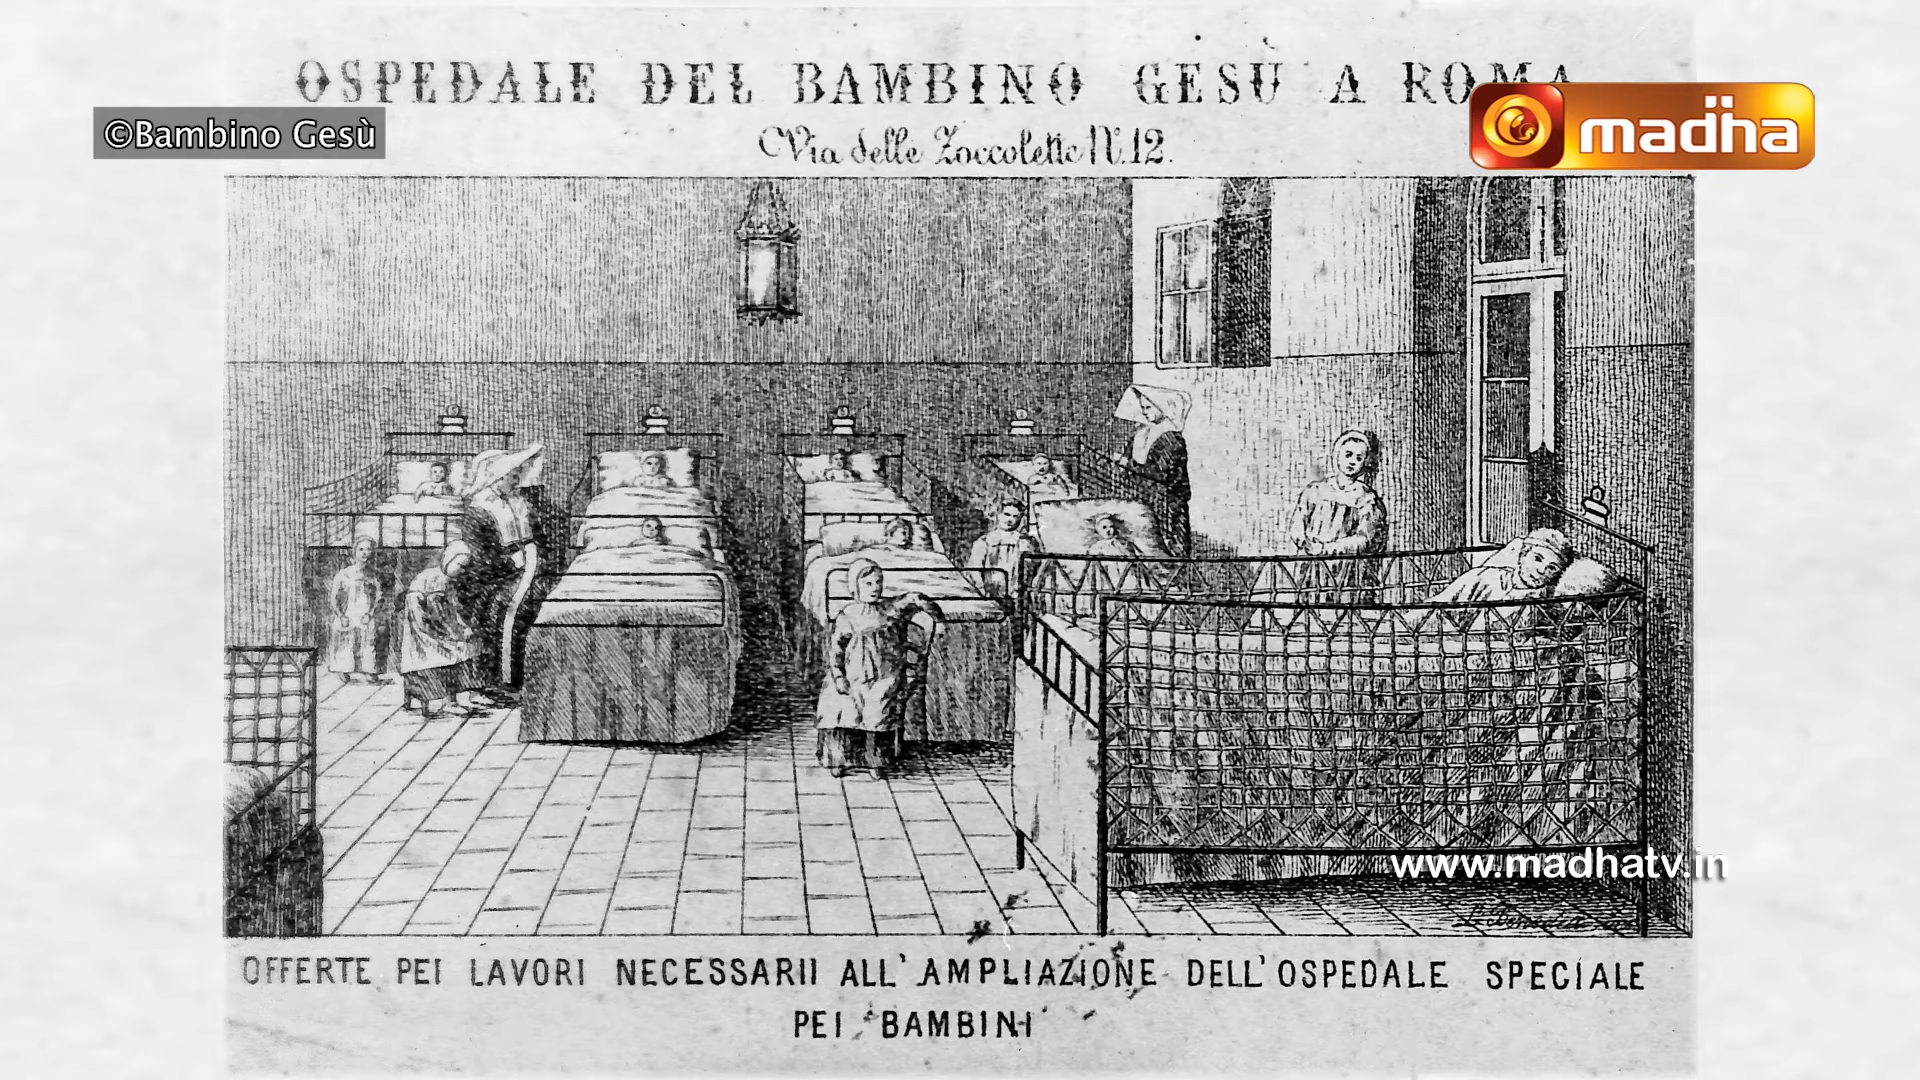 OSPEDALE DEL BAMBINO GESÙ A ROMA
©Bambino Gesù
madha
Via delle Zoccolette N. 12.
www.madhatv.in
OFFERTE PEI LAVORI NECESSARII ALL' AMPLIAZIONE DELL' OSPEDALE SPECIALE
PEI BAMBINI